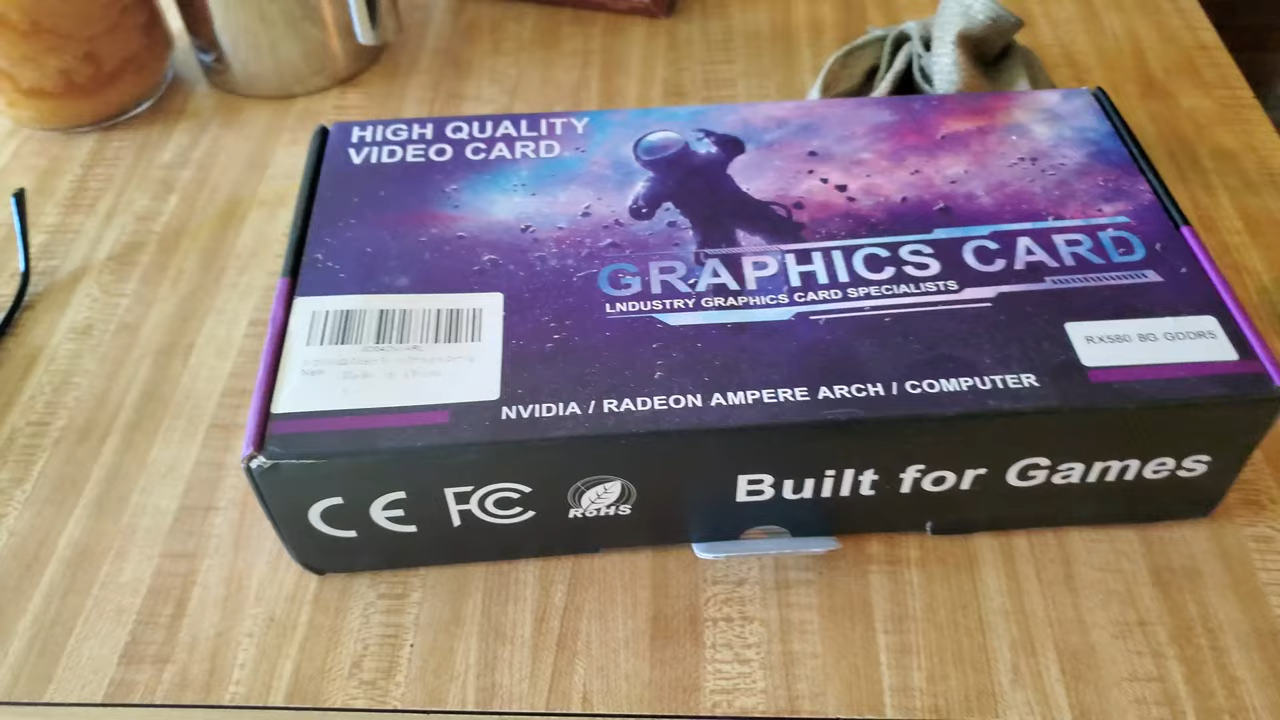 HIGH QUALITY
VIDEO CARD
GRAPHICS CARD
LNDUSTRY GRAPHICS CARD SPECIALISTS
RX580 8G GDDR5
New
NVIDIA / RADEON AMPERE ARCH / COMPUTER
CE FC RoHS
Built for Games